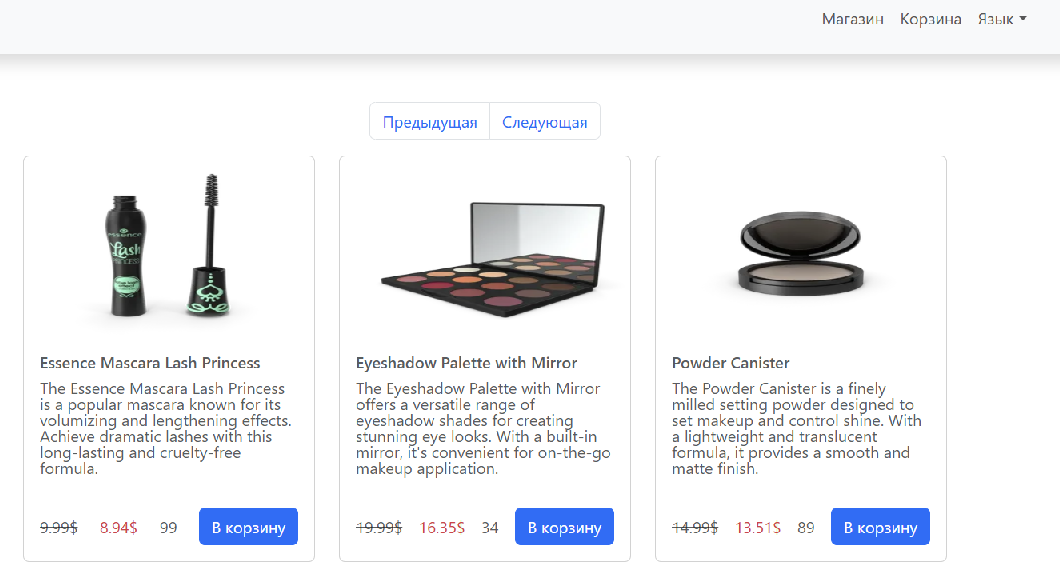 Магазин Корзина Язык
Предыдущая Следующая
essence
Lash
PRINCESS
Essence Mascara Lash Princess
The Essence Mascara Lash Princess
is a popular mascara known for its
volumizing and lengthening effects.
Achieve dramatic lashes with this
long-lasting and cruelty-free
formula.
9.99$ 8.94$ 99 В корзину
Eyeshadow Palette with Mirror
The Eyeshadow Palette with Mirror
offers a versatile range of
eyeshadow shades for creating
stunning eye looks. With a built-in
mirror, it's convenient for on-the-go
makeup application.
19.99$ 16.35$ 34 В корзину
Powder Canister
The Powder Canister is a finely
milled setting powder designed to
set makeup and control shine. With
a lightweight and translucent
formula, it provides a smooth and
matte finish.
14.99$ 13.51$ 89 В корзину